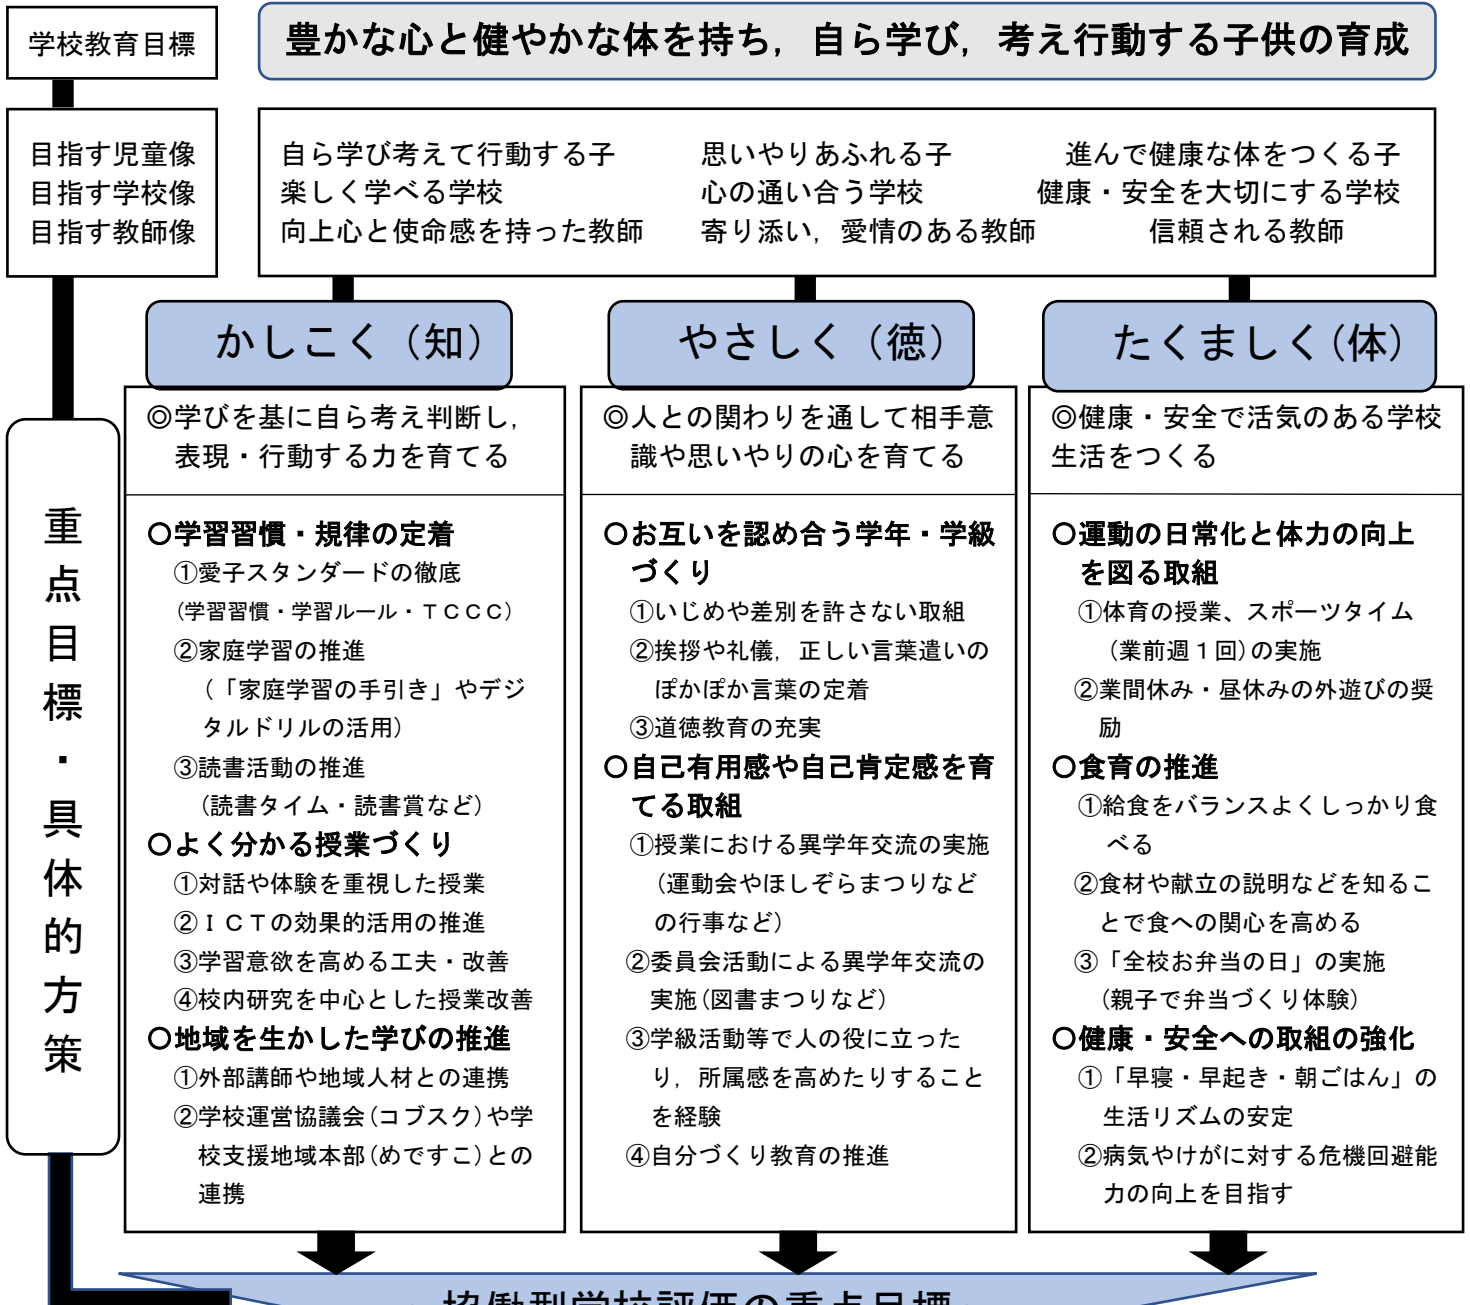 学校教育目標
豊かな心と健やかな体を持ち，自ら学び，考え行動する子供の育成
目指す児童像
目指す学校像
目指す教師像
自ら学び考えて行動する子　思いやりあふれる子　進んで健康な体をつくる子
楽しく学べる学校　心の通い合う学校　健康・安全を大切にする学校
向上心と使命感を持った教師　寄り添い，愛情のある教師　信頼される教師
重点目標・具体的方策
かしこく（知）
◎学びを基に自ら考え判断し，
表現・行動する力を育てる
〇学習習慣・規律の定着
①愛子スタンダードの徹底
(学習習慣・学習ルール・ＴＣＣＣ)
②家庭学習の推進
(「家庭学習の手引き」やデジ
タルドリルの活用)
③読書活動の推進
(読書タイム・読書賞など)
〇よく分かる授業づくり
①対話や体験を重視した授業
②ＩＣＴの効果的活用の推進
③学習意欲を高める工夫・改善
④校内研究を中心とした授業改善
〇地域を生かした学びの推進
①外部講師や地域人材との連携
②学校運営協議会(コブスク)や学
校支援地域本部(めですこ)との
連携
やさしく（徳）
◎人との関わりを通して相手意
識や思いやりの心を育てる
〇お互いを認め合う学年・学級
づくり
①いじめや差別を許さない取組
②挨拶や礼儀，正しい言葉遣いの
ぽかぽか言葉の定着
③道徳教育の充実
〇自己有用感や自己肯定感を育
てる取組
①授業における異学年交流の実施
(運動会やほしぞらまつりなど
の行事など)
②委員会活動による異学年交流の
実施(図書まつりなど)
③学級活動等で人の役に立った
り，所属感を高めたりすること
を経験
④自分づくり教育の推進
たくましく(体)
◎健康・安全で活気のある学校
生活をつくる
〇運動の日常化と体力の向上
を図る取組
①体育の授業、スポーツタイム
(業前週１回)の実施
②業間休み・昼休みの外遊びの奨
励
〇食育の推進
①給食をバランスよくしっかり食
べる
②食材や献立の説明などを知るこ
とで食への関心を高める
③「全校お弁当の日」の実施
(親子で弁当づくり体験)
〇健康・安全への取組の強化
①「早寝・早起き・朝ごはん」の
生活リズムの安定
②病気やけがに対する危機回避能
力の向上を目指す
協働型学校評価の重点目標